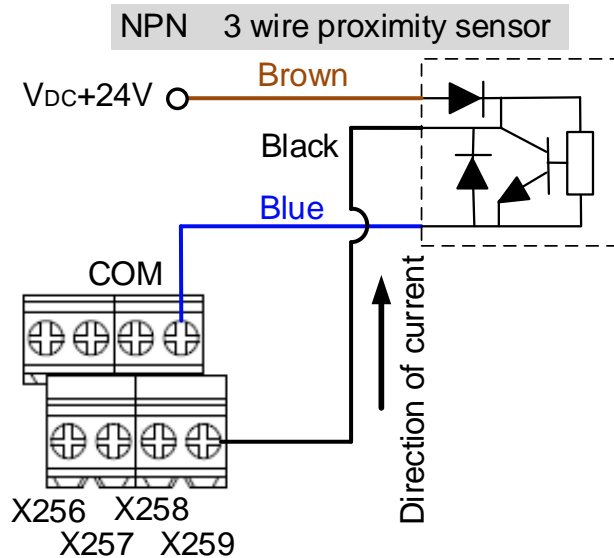 NPN 3 wire proximity sensor
Brown
VDC+24V
Black
Blue
COM
Direction of current
X256 X258
X257 X259